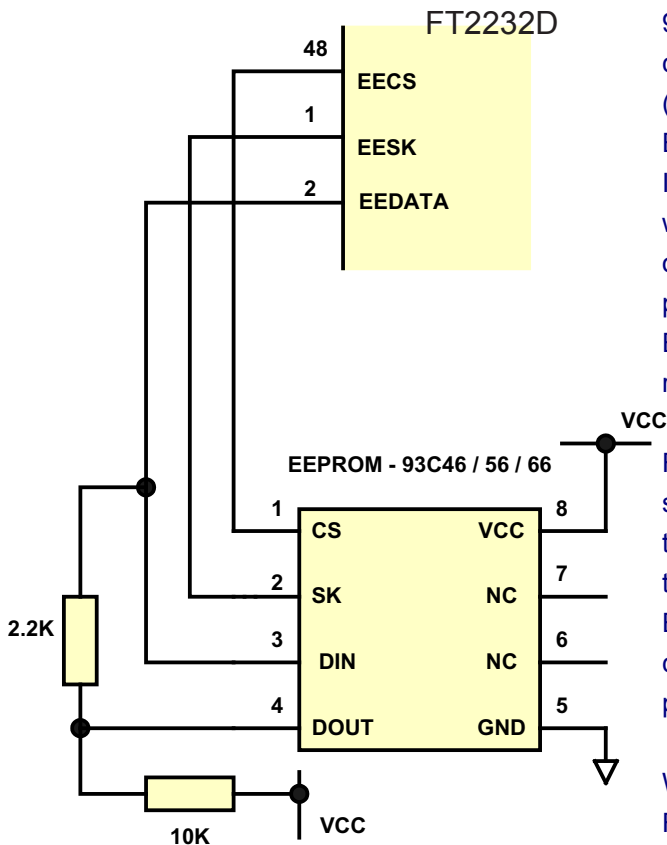 FT2232D
48
EECS
1
EESK
2
EEDATA
VCC
EEPROM - 93C46 / 56 / 66
1
CS
VCC
8
2
SK
NC
7
2.2K
3
DIN
NC
6
4
DOUT
GND
5
VCC
10K